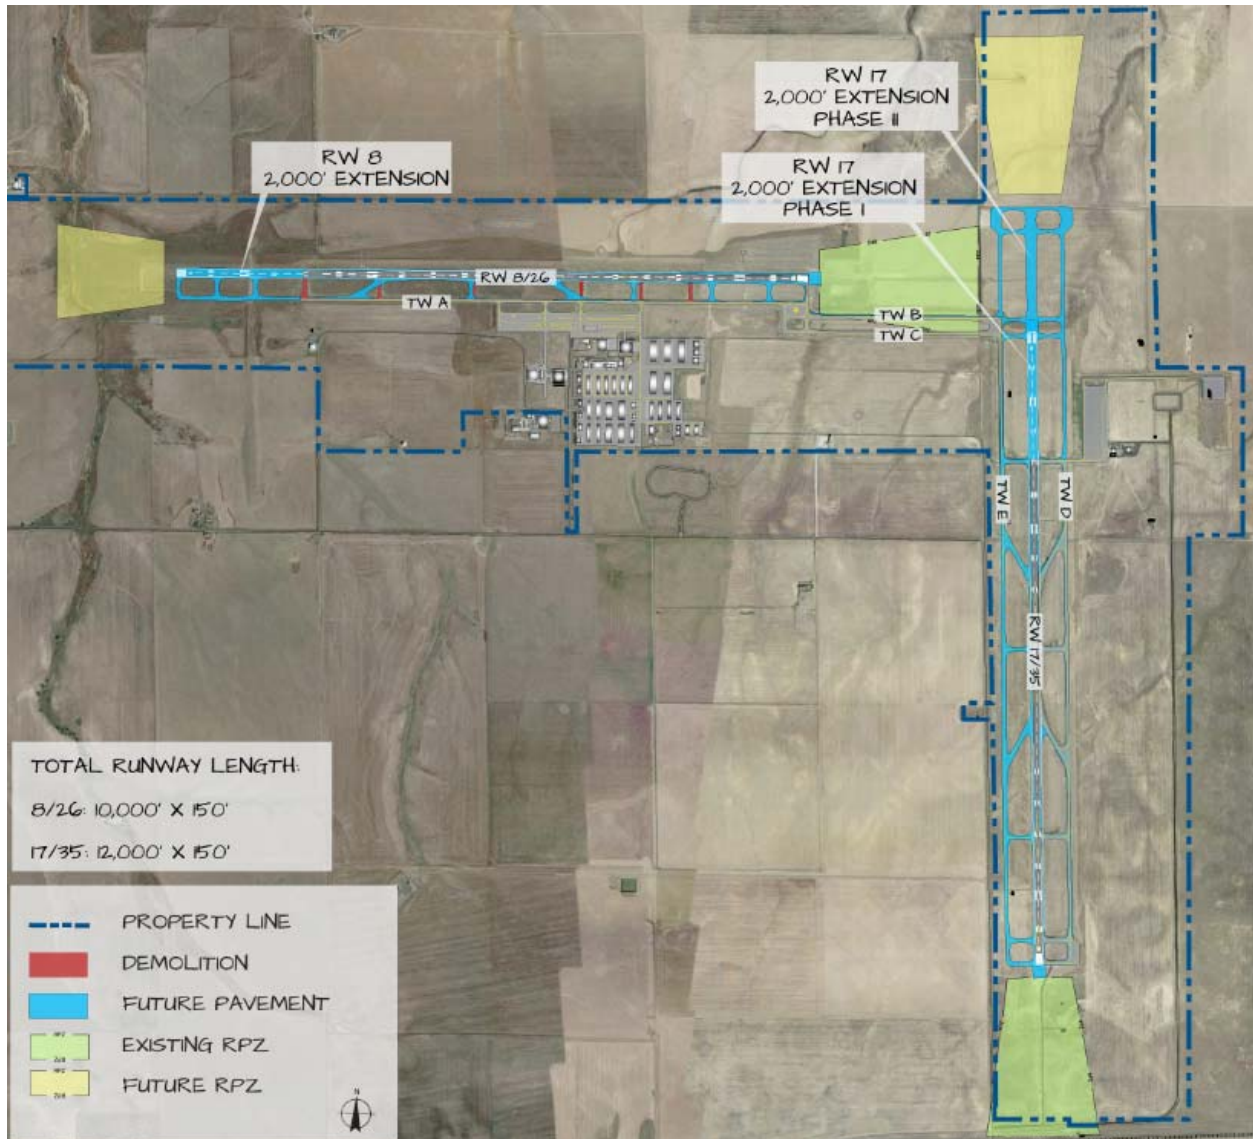 RW 17
2,000' EXTENSION
PHASE II
RW 8
2,000' EXTENSION
RW 17
2,000' EXTENSION
PHASE I
RW 8/26
TW A
TW B
TW C
TW E
TW D
RW 17/35
TOTAL RUNWAY LENGTH:
8/26: 10,000' X 150'
17/35: 12,000' X 150'
PROPERTY LINE
DEMOLITION
FUTURE PAVEMENT
EXISTING RPZ
FUTURE RPZ
N